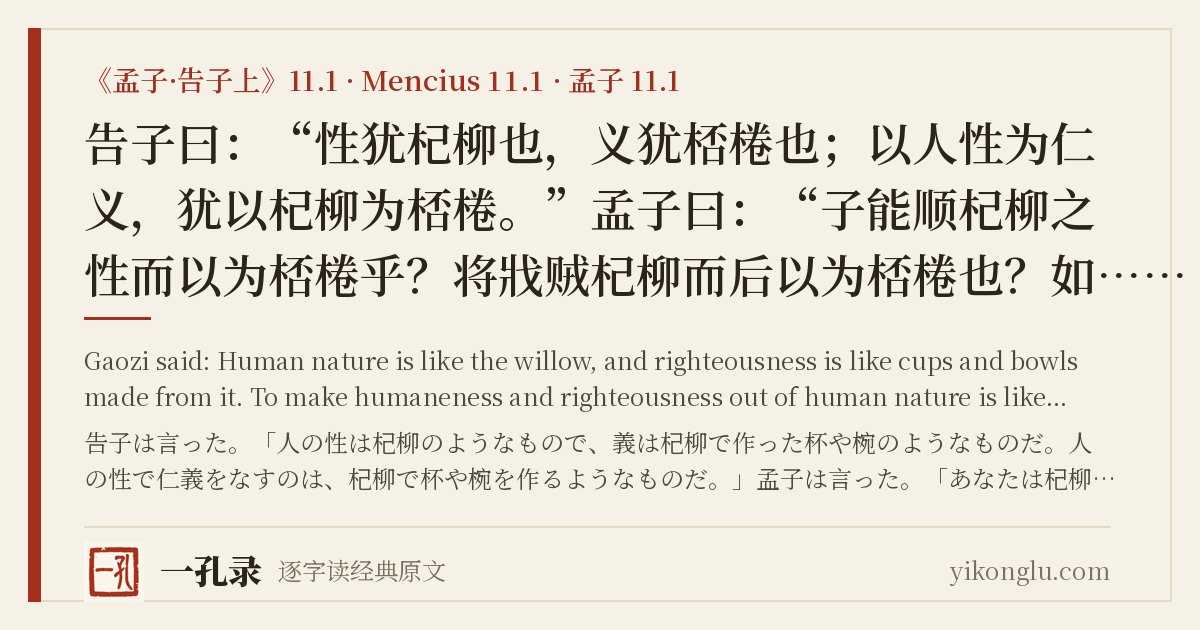 《孟子·告子上》11.1 · Mencius 11.1 · 孟子 11.1
告子曰：“性犹杞柳也，义犹桮棬也；以人性为仁
义，犹以杞柳为桮棬。”孟子曰：“子能顺杞柳之
性而以为桮棬乎？将戕贼杞柳而后以为桮棬也？如……
Gaozi said: Human nature is like the willow, and righteousness is like cups and bowls
made from it. To make humaneness and righteousness out of human nature is like...
告子は言った。「人の性は杞柳のようなもので、義は杞柳で作った杯や椀のようなものだ。人
の性で仁義をなすのは、杞柳で杯や椀を作るようなものだ。」孟子は言った。「あなたは杞柳…
一孔
一孔录 逐字读经典原文 yikonglu.com